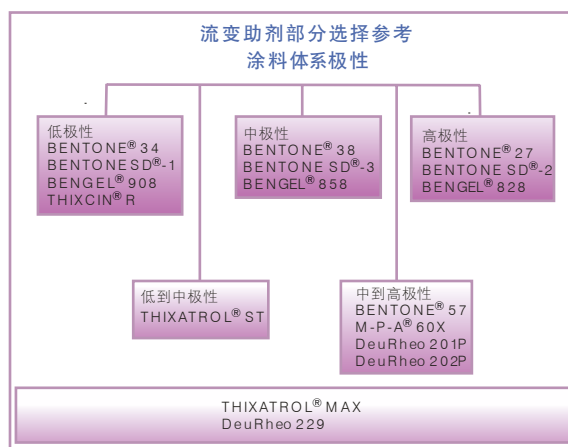 流变助剂部分选择参考
涂料体系极性
低极性
BENTONE®34
BENTONESD®-1
BENGEL®908
THIXCIN®R
中极性
BENTONE®38
BENTONE SD®-3
BENGEL®858
高极性
BENTONE®27
BENTONE SD®-2
BENGEL®828
低到中极性
THIXATROL®ST
中到高极性
BENTONE®57
M-P-A®60X
DeuRheo 201P
DeuRheo 202P
THIXATROL®MAX
DeuRheo 229